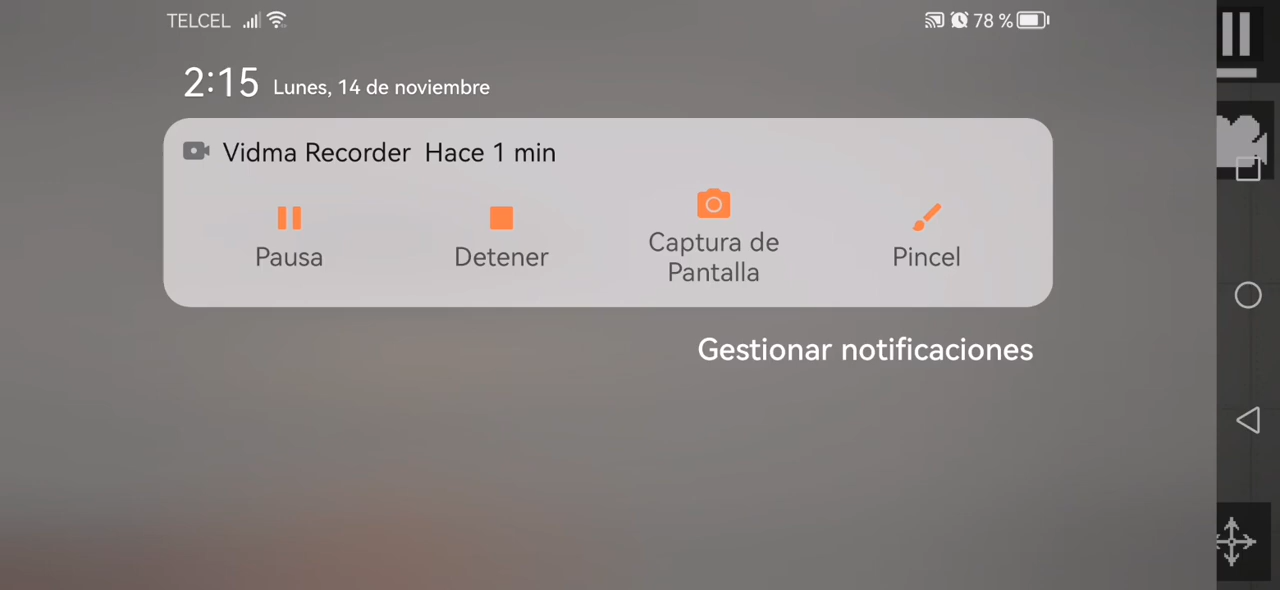 TELCEL 78 %
2:15 Lunes, 14 de noviembre
Vidma Recorder Hace 1 min
Pausa
Detener
Captura de
Pantalla
Pincel
Gestionar notificaciones